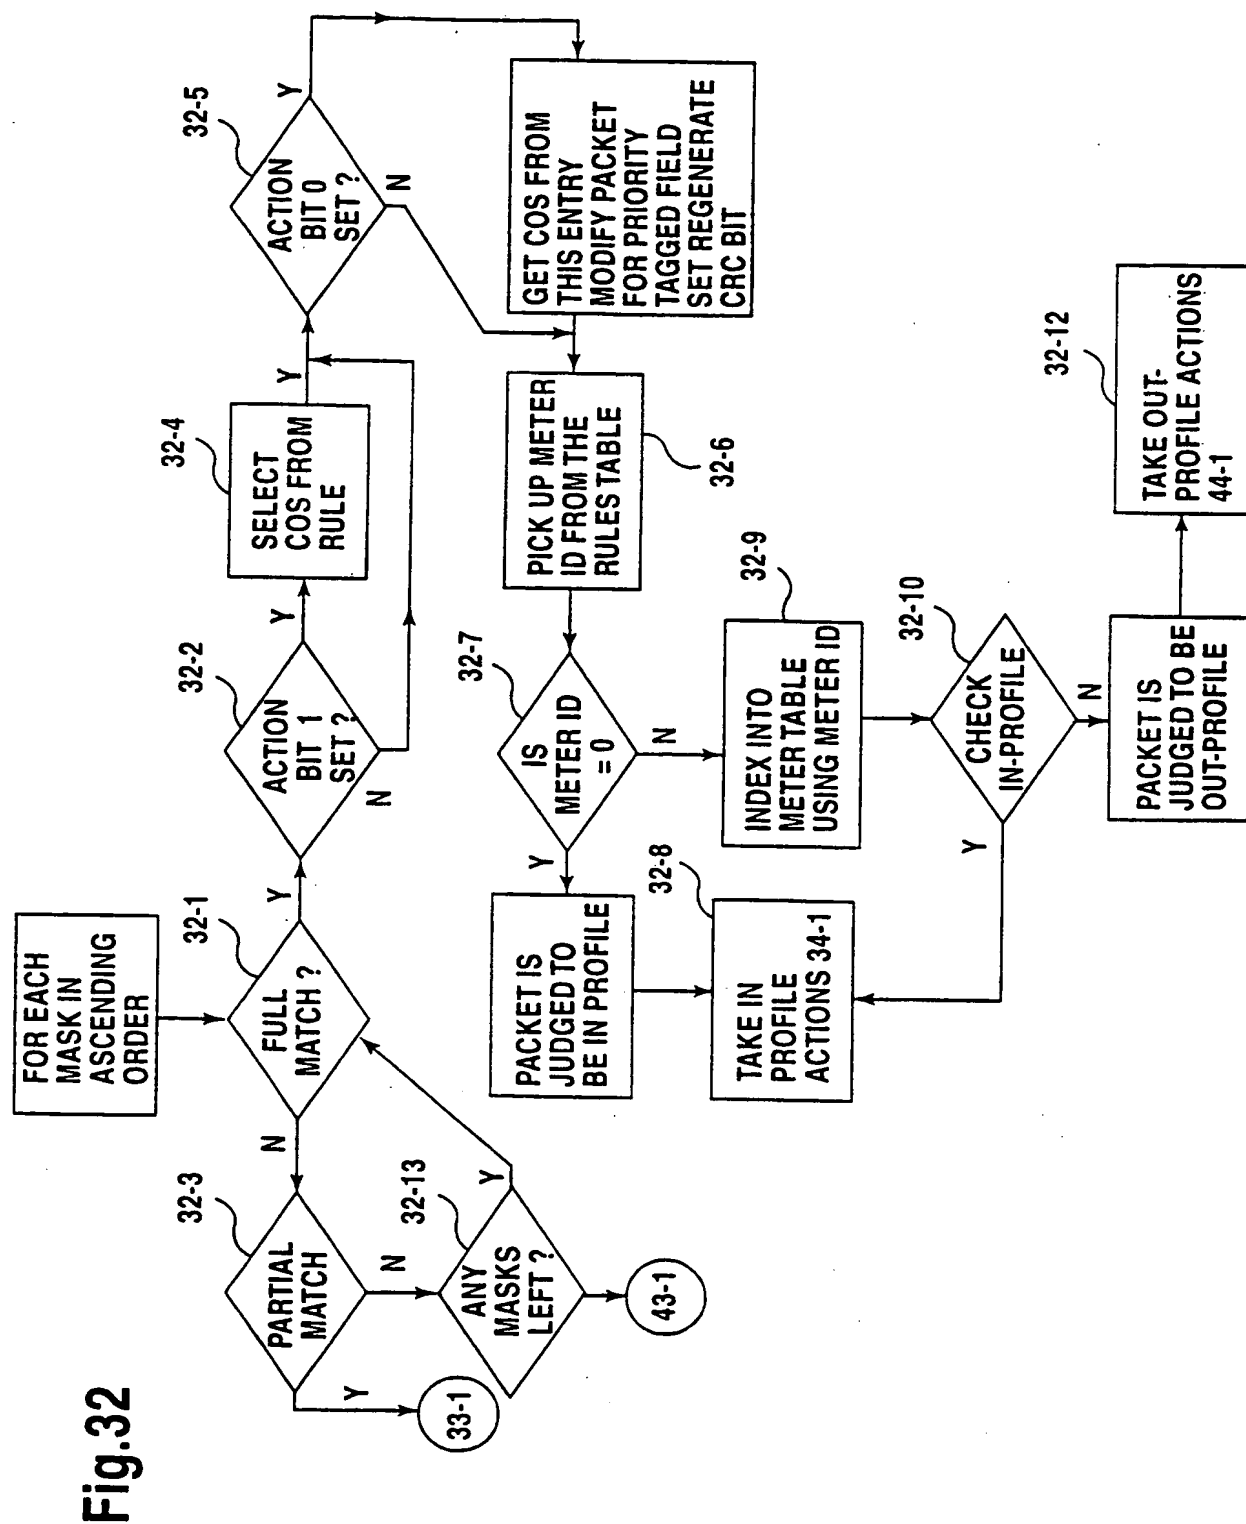 Fig.32
FOR EACH
MASK IN
ASCENDING
ORDER
32-1
FULL
MATCH ?
Y
N
32-3
PARTIAL
MATCH
Y
33-1
N
32-13
ANY
MASKS
LEFT ?
Y
43-1
32-2
ACTION
BIT 1
SET ?
Y
N
32-4
SELECT
COS FROM
RULE
Y
32-5
ACTION
BIT 0
SET ?
Y
N
GET COS FROM
THIS ENTRY
MODIFY PACKET
FOR PRIORITY
TAGGED FIELD
SET REGENERATE
CRC BIT
PICK UP METER
ID FROM THE
RULES TABLE
32-6
32-7
IS
METER ID
= 0
Y
N
PACKET IS
JUDGED TO
BE IN PROFILE
32-8
TAKE IN
PROFILE
ACTIONS 34-1
32-9
INDEX INTO
METER TABLE
USING METER ID
32-10
CHECK
IN-PROFILE
Y
N
PACKET IS
JUDGED TO BE
OUT-PROFILE
32-12
TAKE OUT-
PROFILE ACTIONS
44-1